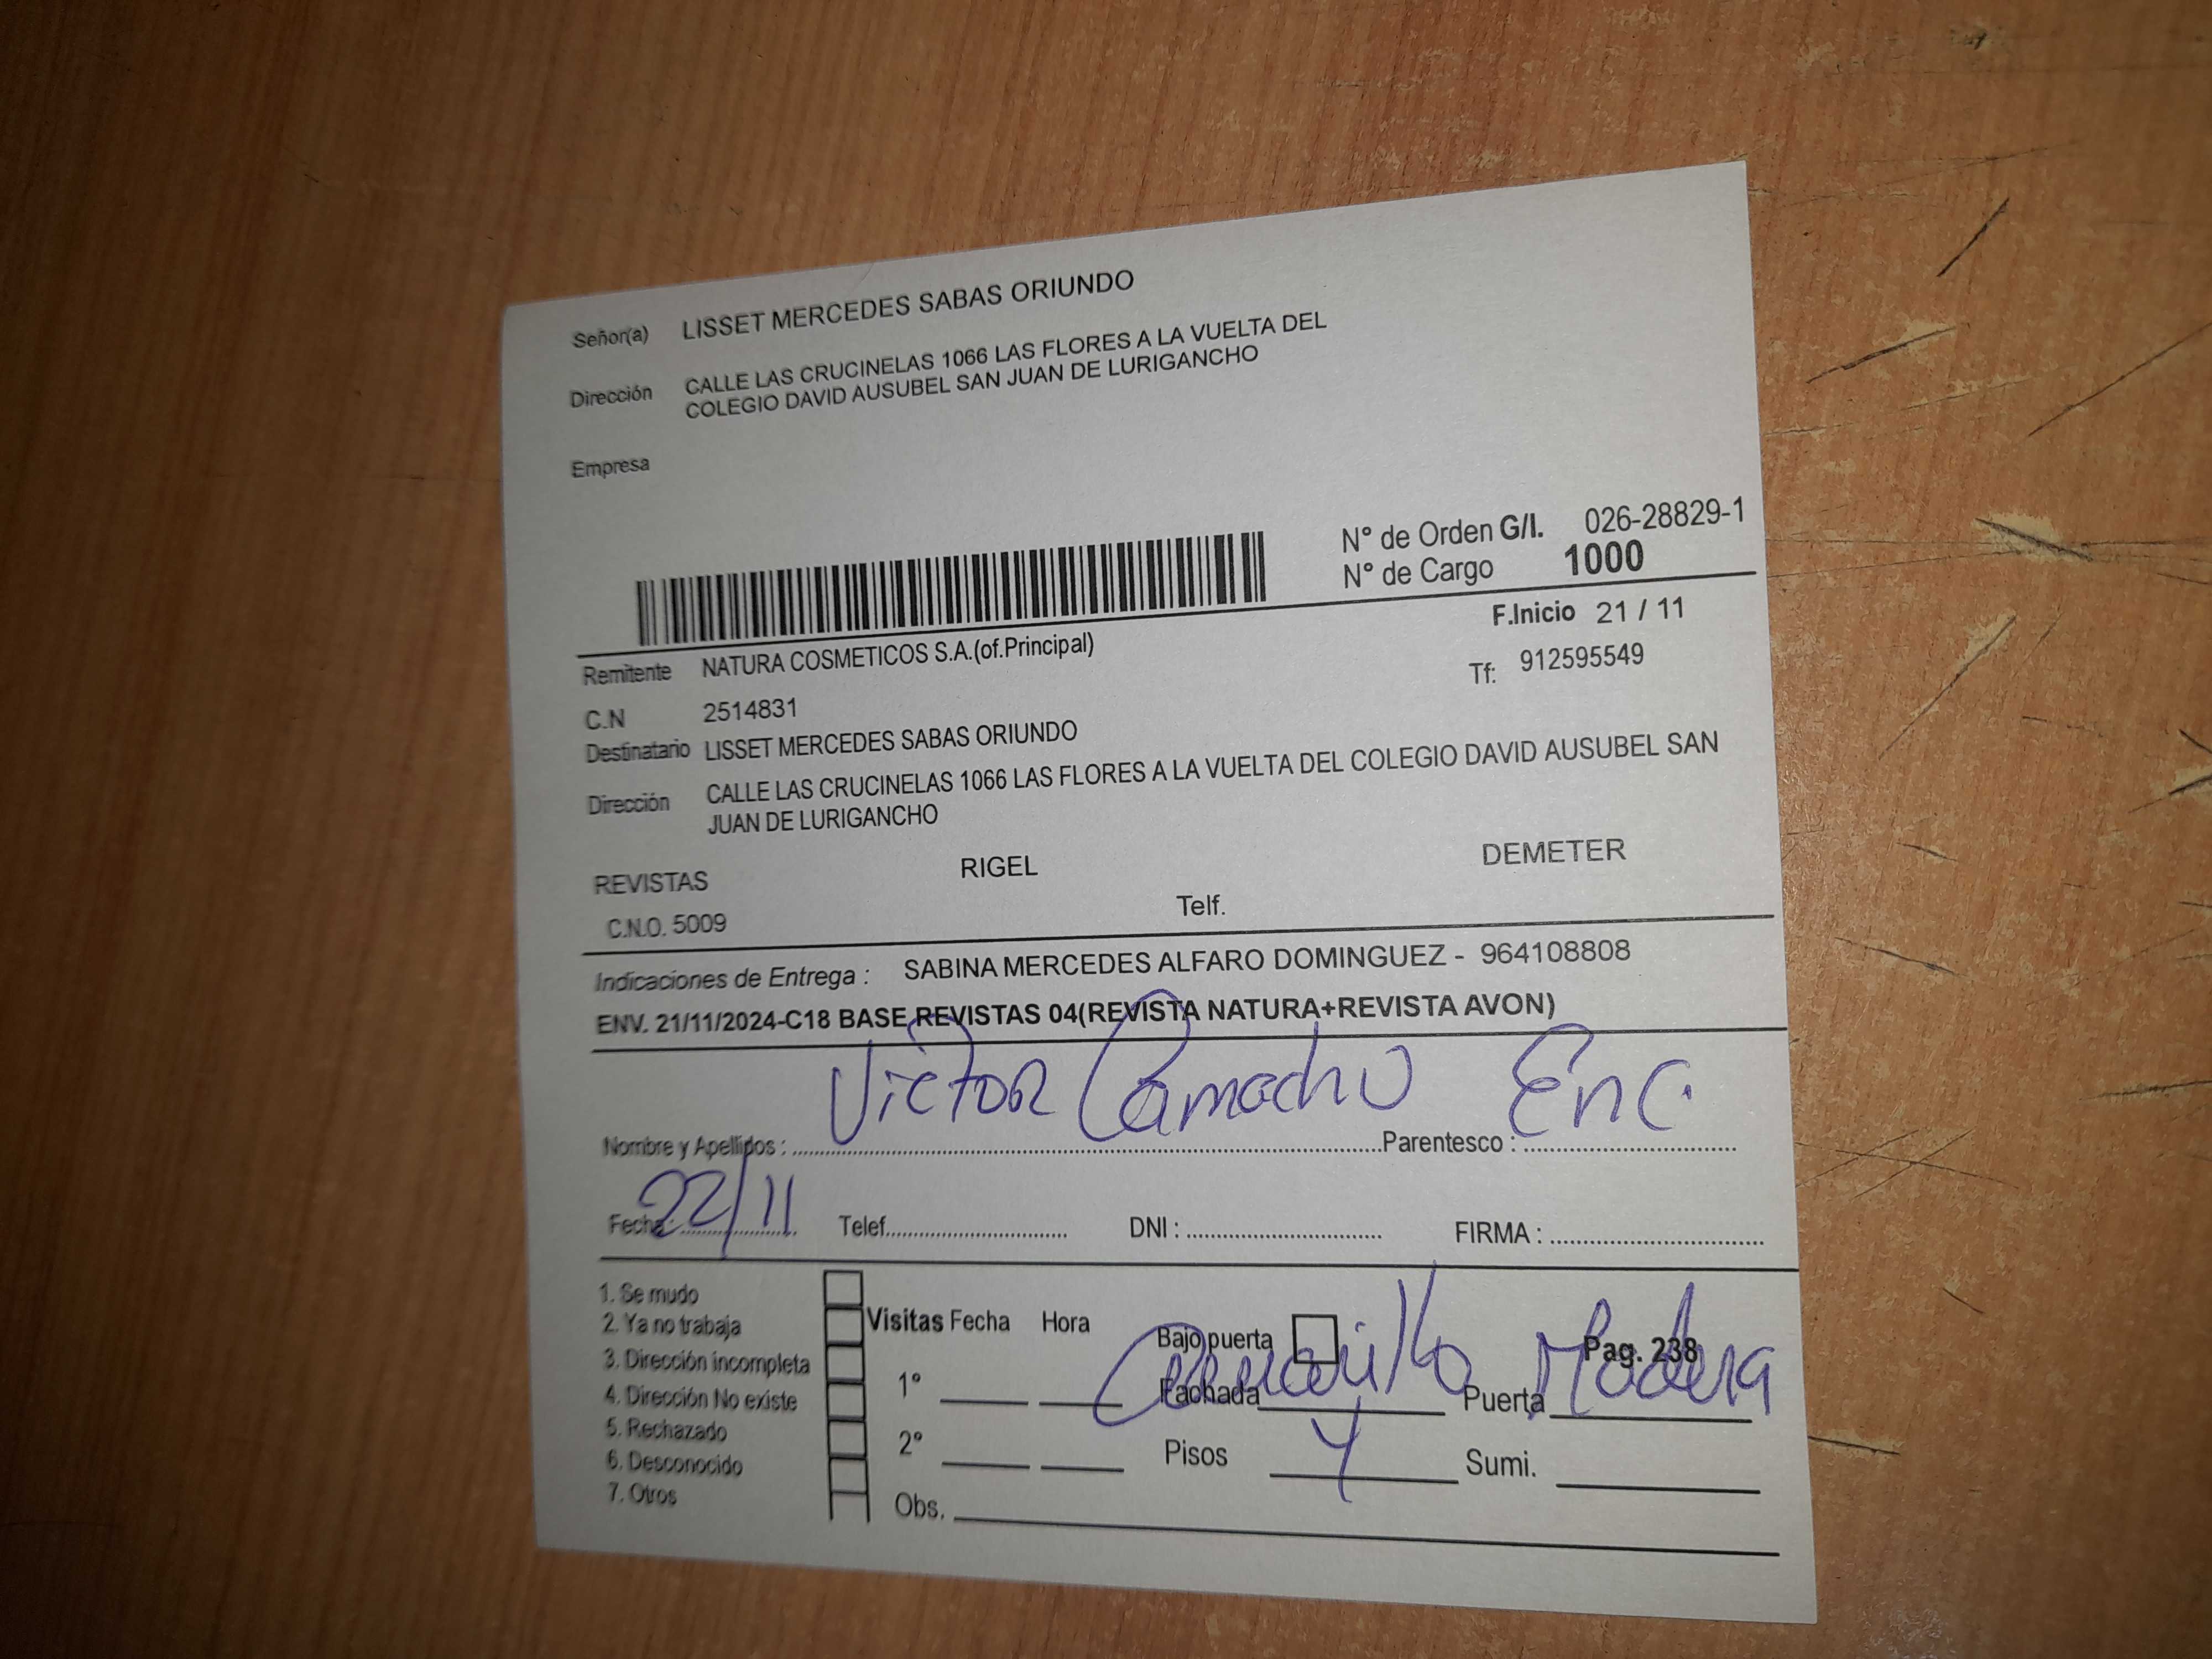 Señor(a) LISSET MERCEDES SABAS ORIUNDO
Dirección CALLE LAS CRUCINELAS 1066 LAS FLORES A LA VUELTA DEL
COLEGIO DAVID AUSUBEL SAN JUAN DE LURIGANCHO
Empresa
N° de Orden G/I. 026-28829-1
N° de Cargo 1000
F.Inicio 21 / 11
Remitente NATURA COSMETICOS S.A.(of.Principal)
Tf: 912595549
C.N 2514831
Destinatario LISSET MERCEDES SABAS ORIUNDO
Dirección CALLE LAS CRUCINELAS 1066 LAS FLORES A LA VUELTA DEL COLEGIO DAVID AUSUBEL SAN
JUAN DE LURIGANCHO
REVISTAS RIGEL DEMETER
C.N.O. 5009 Telf.
Indicaciones de Entrega : SABINA MERCEDES ALFARO DOMINGUEZ - 964108808
ENV. 21/11/2024-C18 BASE REVISTAS 04(REVISTA NATURA+REVISTA AVON)
Nombre y Apellidos : Victor Camacho Parentesco : Enc.
Fecha: 22/11 Telef. DNI : FIRMA :
1. Se mudo
2. Ya no trabaja
3. Dirección incompleta
4. Dirección No existe
5. Rechazado
6. Desconocido
7. Otros
Visitas Fecha Hora
1°
2°
Obs.
Bajo puerta Pag. 238
Fachada amarillo Puerta Madera
Pisos 4 Sumi.